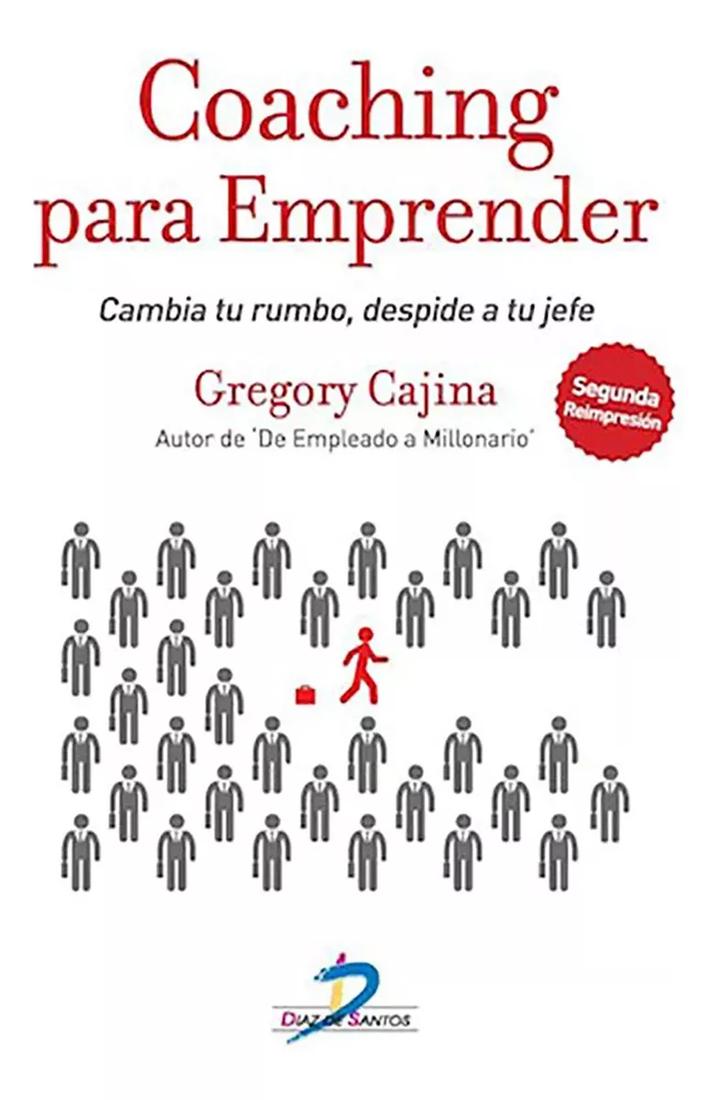 Coaching
para Emprender
Cambia tu rumbo, despide a tu jefe
Gregory Cajina
Autor de 'De Empleado a Millonario'
Segunda
Reimpresión
DIAZ DE SANTOS